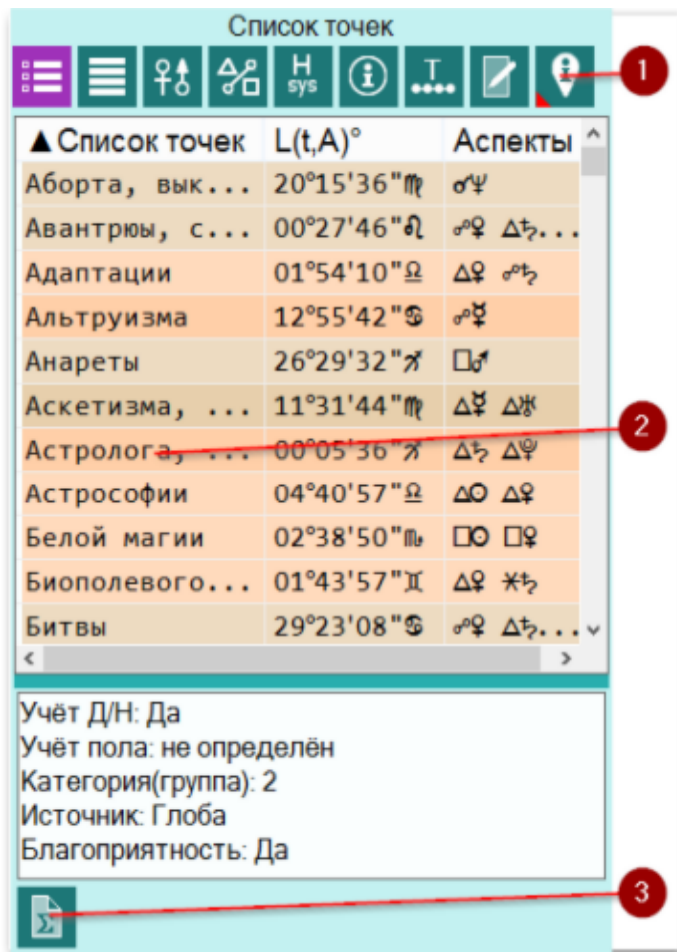 Список точек
H
sys
T
1
▲Список точек L(t,A)° Аспекты
Аборта, вык... 20°15'36"♍ ☌♆
Авантрюы, с... 00°27'46"♌ ☍♀ △♄...
Адаптации 01°54'10"♎ △♀ ☍♄
Альтруизма 12°55'42"♋ ☍☿
Анареты 26°29'32"♐ □♂
Аскетизма, ... 11°31'44"♍ △☿ △♅
2
Астролога, ... 00°05'36"♐ △♄ △♆
Астрософии 04°40'57"♎ △☉ △♀
Белой магии 02°38'50"♏ □☉ □♀
Биополевого... 01°43'57"♊ △♀ ⚹♄
Битвы 29°23'08"♋ ☍♀ △♄...
Учёт Д/Н: Да
Учёт пола: не определён
Категория(группа): 2
Источник: Глоба
Благоприятность: Да
3
Σ